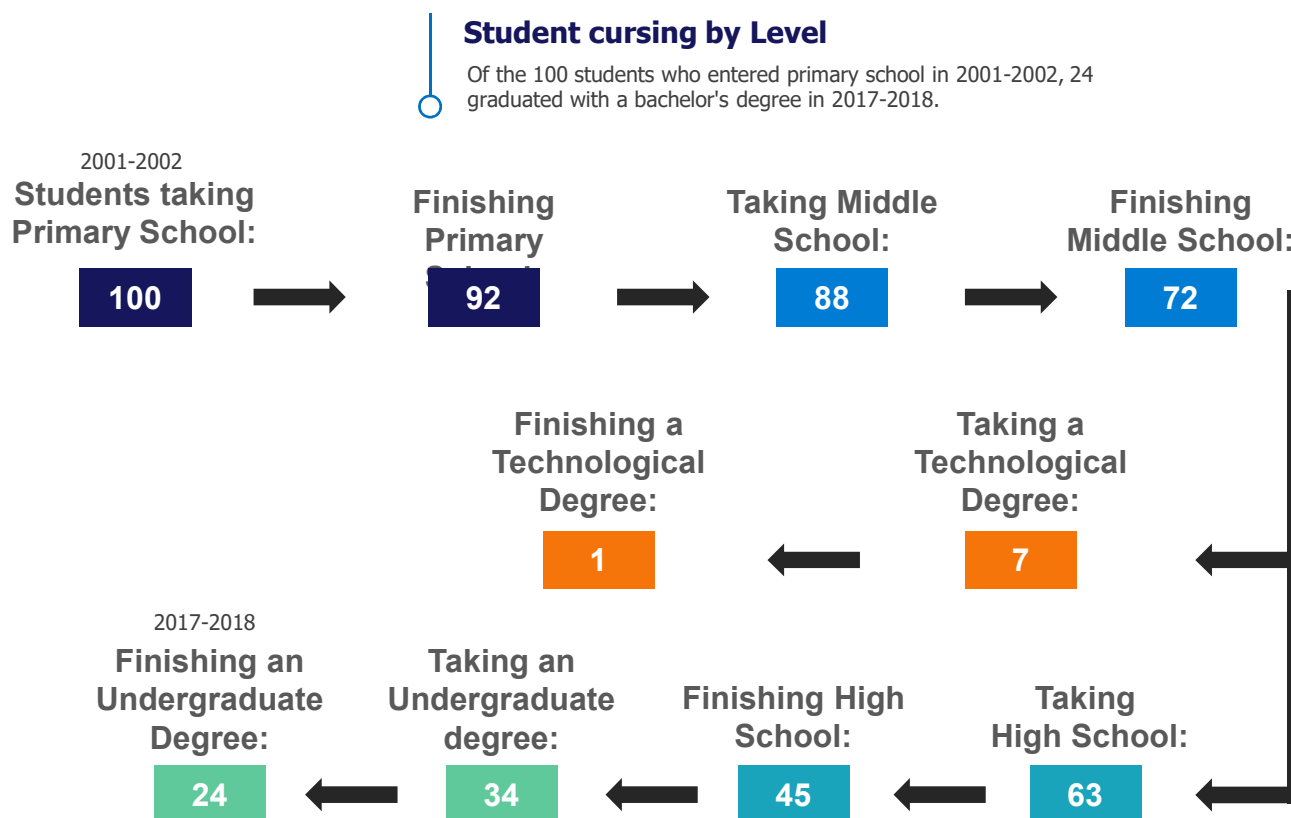 Student cursing by Level
Of the 100 students who entered primary school in 2001-2002, 24
graduated with a bachelor's degree in 2017-2018.
2001-2002
Students taking
Primary School:
100
Finishing
Primary
92
Taking Middle
School:
88
Finishing
Middle School:
72
Finishing a
Technological
Degree:
1
Taking a
Technological
Degree:
7
2017-2018
Finishing an
Undergraduate
Degree:
24
Taking an
Undergraduate
degree:
34
Finishing High
School:
45
Taking
High School:
63